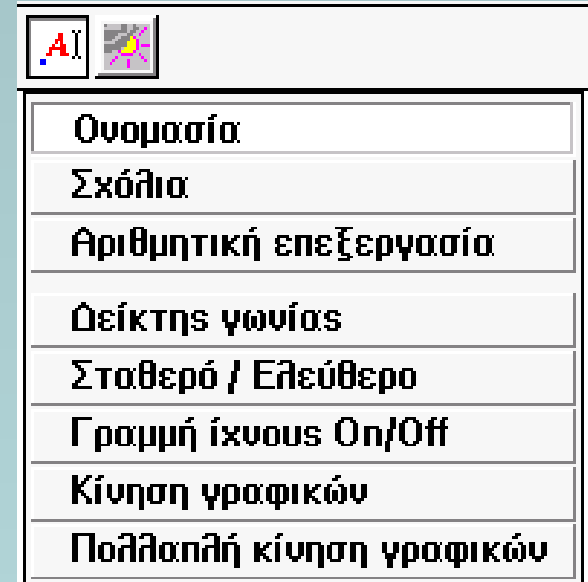 A
Ονομασία
Σχόλια
Αριθμητική επεξεργασία
Δείκτης γωνίας
Σταθερό / Ελεύθερο
Γραμμή ίχνους On/Off
Κίνηση γραφικών
Πολλαπλή κίνηση γραφικών